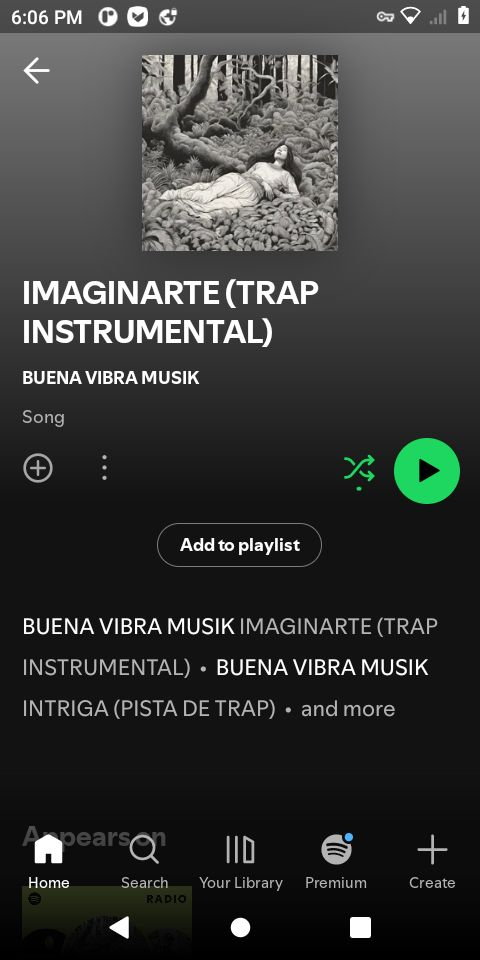 6:06 PM
IMAGINARTE (TRAP
INSTRUMENTAL)
BUENA VIBRA MUSIK
Song
Add to playlist
BUENA VIBRA MUSIK IMAGINARTE (TRAP
INSTRUMENTAL) • BUENA VIBRA MUSIK
INTRIGA (PISTA DE TRAP) • and more
Appears on
Home Search Your Library Premium Create
RADIO